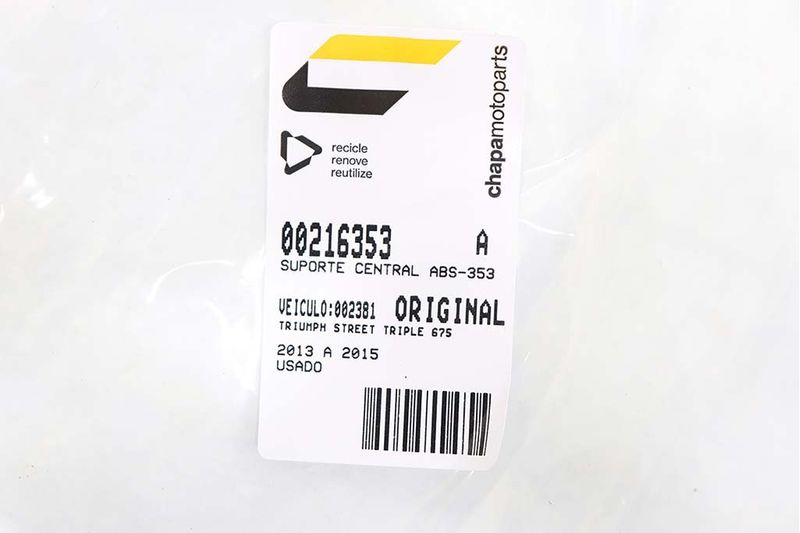 recicle
renove
reutilize
chapamotoparts
00216353 A
SUPORTE CENTRAL ABS-353
VEICULO:002381 ORIGINAL
TRIUMPH STREET TRIPLE 675
2013 A 2015
USADO